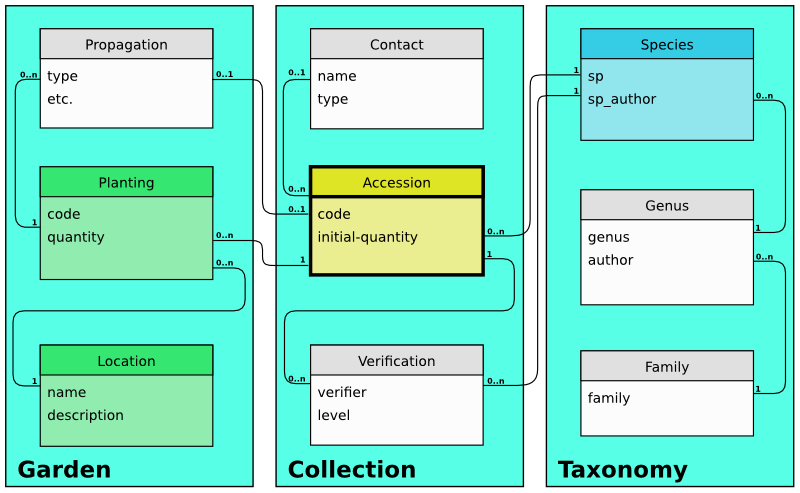 Propagation
0..n
type
0..1
etc.
Planting
code
1
quantity
0..n
0..n
Location
1
name
description
Garden
Contact
0..1
name
type
0..n
Accession
0..1
code
initial-quantity
0..n
1
1
Verification
0..n
verifier
0..n
level
Collection
Species
1
sp
1
sp_author
0..n
Genus
1
genus
author
0..n
Family
1
family
Taxonomy